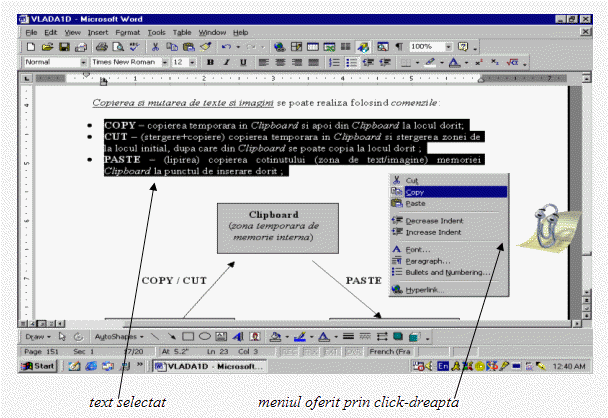 VLADA1D - Microsoft Word
File Edit View Insert Format Tools Table Window Help
100%
Normal Times New Roman 12 B I U
Copierea si mutarea de texte si imagini se poate realiza folosind comenzile:
• COPY – copierea temporara in Clipboard si apoi din Clipboard la locul dorit;
• CUT – (stergere+copiere) copierea temporara in Clipboard si stergerea zonei de
la locul initial, dupa care din Clipboard se poate copia la locul dorit ;
• PASTE – (lipirea) copierea cotinutului (zona de text/imagine) memoriei
Clipboard la punctul de inserare dorit ;
Cut
Copy
Paste
Decrease Indent
Increase Indent
Font...
Paragraph...
Bullets and Numbering...
Hyperlink...
Clipboard
(zona temporara de
memorie interna)
COPY / CUT PASTE
Draw AutoShapes
Page 151 Sec 1 17/20 At 5.2" Ln 23 Col 3 REC TRK EXT OVR French (Fra
Start VLADA1D - Microsoft... En 12:40 AM
text selectat meniul oferit prin click-dreapta